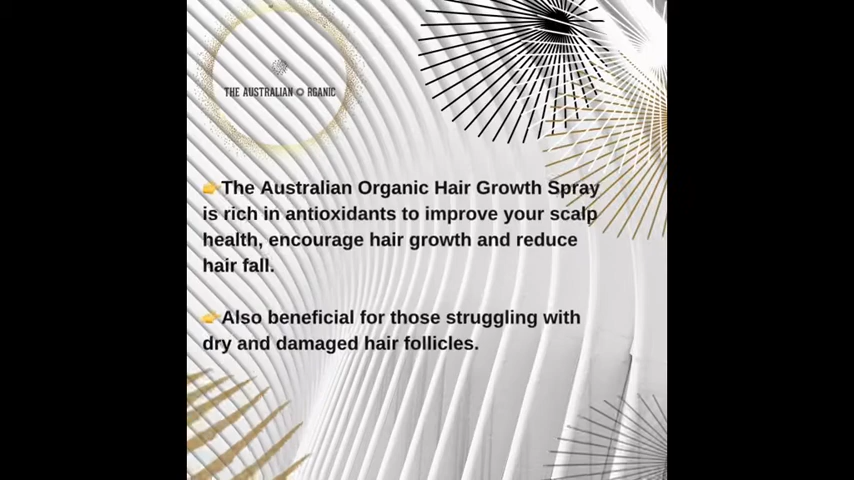 THE AUSTRALIAN ORGANIC
👉The Australian Organic Hair Growth Spray
is rich in antioxidants to improve your scalp
health, encourage hair growth and reduce
hair fall.
👉Also beneficial for those struggling with
dry and damaged hair follicles.